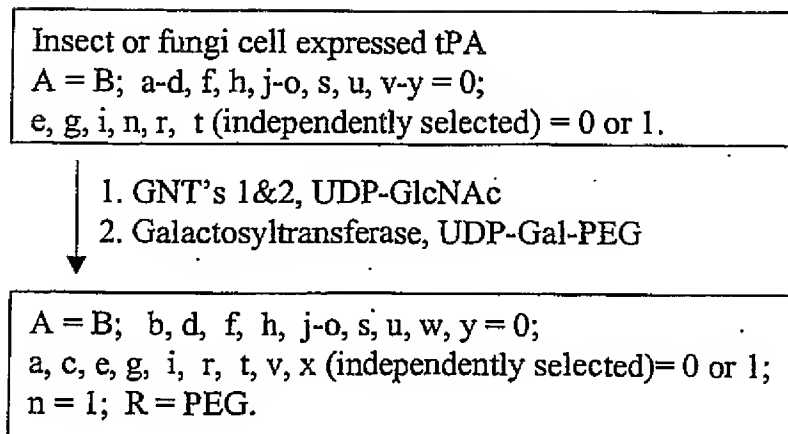 Insect or fungi cell expressed tPA
A = B; a-d, f, h, j-o, s, u, v-y = 0;
e, g, i, n, r, t (independently selected) = 0 or 1.
1. GNT's 1&2, UDP-GlcNAc
2. Galactosyltransferase, UDP-Gal-PEG
A = B; b, d, f, h, j-o, s, u, w, y = 0;
a, c, e, g, i, r, t, v, x (independently selected)= 0 or 1;
n = 1; R = PEG.